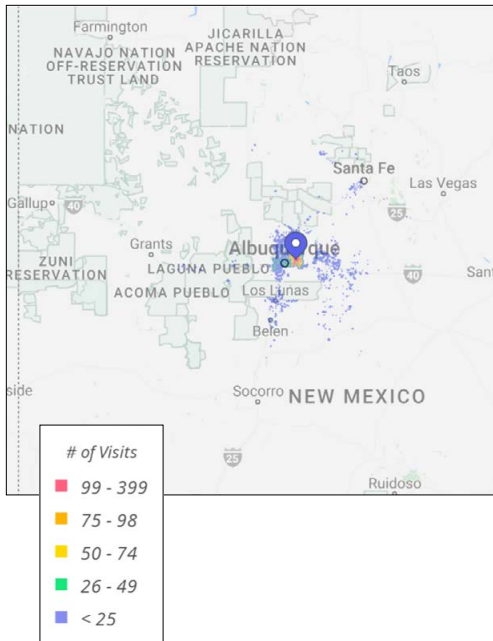 Farmington
JICARILLA
APACHE NATION
RESERVATION
NAVAJO NATION
OFF-RESERVATION
TRUST LAND
Taos
NATION
Santa Fe
Las Vegas
Gallup
40
25
Grants
Albuquerque
ZUNI
RESERVATION
LAGUNA PUEBLO
40
Sant
ACOMA PUEBLO
Los Lunas
Belen
side
Socorro
NEW MEXICO
25
Ruidoso
# of Visits
99 - 399
75 - 98
50 - 74
26 - 49
< 25